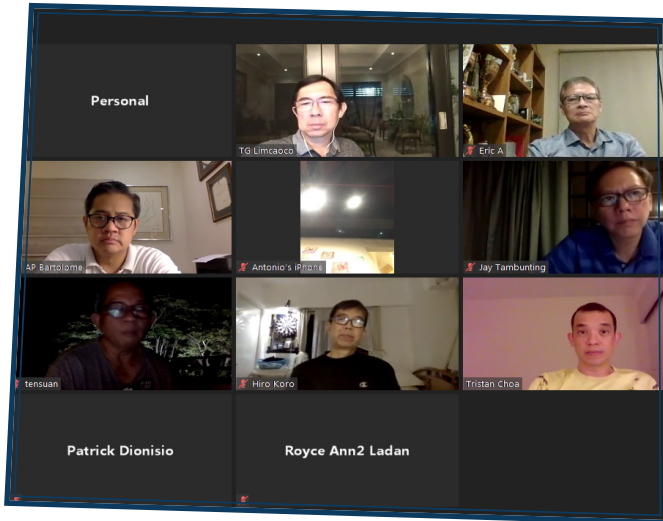 Personal
TG Limcaoco
Eric A
AP Bartolome
Antonio's iPhone
Jay Tambunting
tensuan
Hiro Koro
Tristan Choa
Patrick Dionisio
Royce Ann2 Ladan